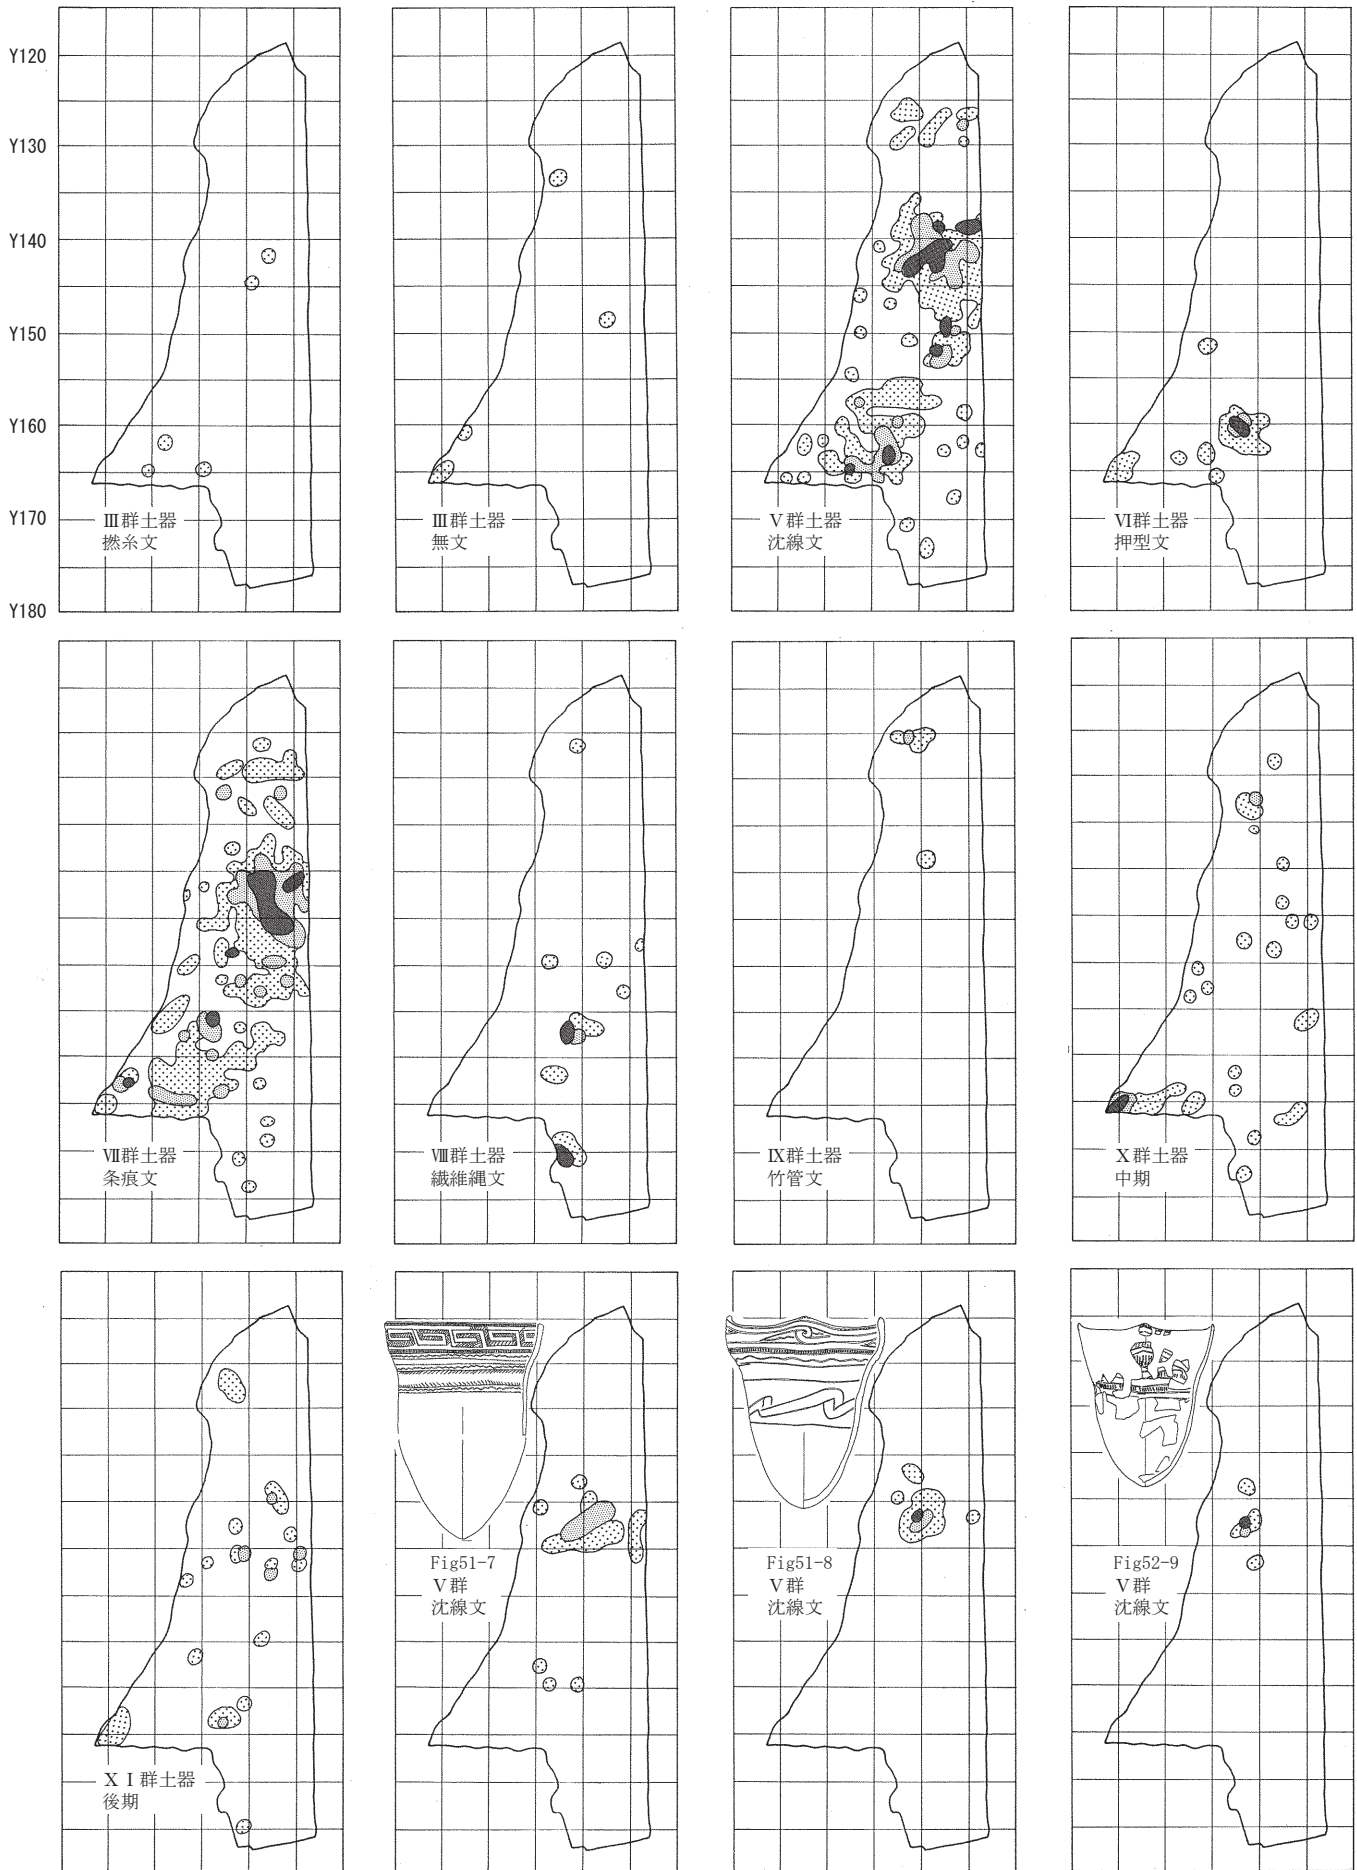 Y120
Y130
Y140
Y150
Y160
Y170
Y180
Ⅲ群土器
撚糸文
Ⅲ群土器
無文
Ⅴ群土器
沈線文
Ⅵ群土器
押型文
Ⅶ群土器
条痕文
Ⅷ群土器
繊維縄文
Ⅸ群土器
竹管文
Ⅹ群土器
中期
ⅩⅠ群土器
後期
Fig51-7
Ⅴ群
沈線文
Fig51-8
Ⅴ群
沈線文
Fig52-9
Ⅴ群
沈線文